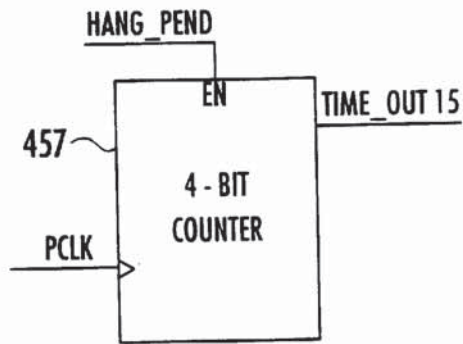 HANG_PEND
EN
TIME_OUT 15
457
4 - BIT
COUNTER
PCLK